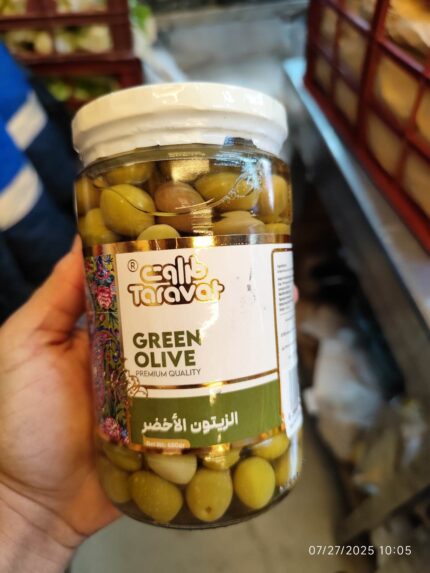 ®
طراوت
Taravat
GREEN
OLIVE
PREMIUM QUALITY
الزيتون الأخضر
07/27/2025 10:05